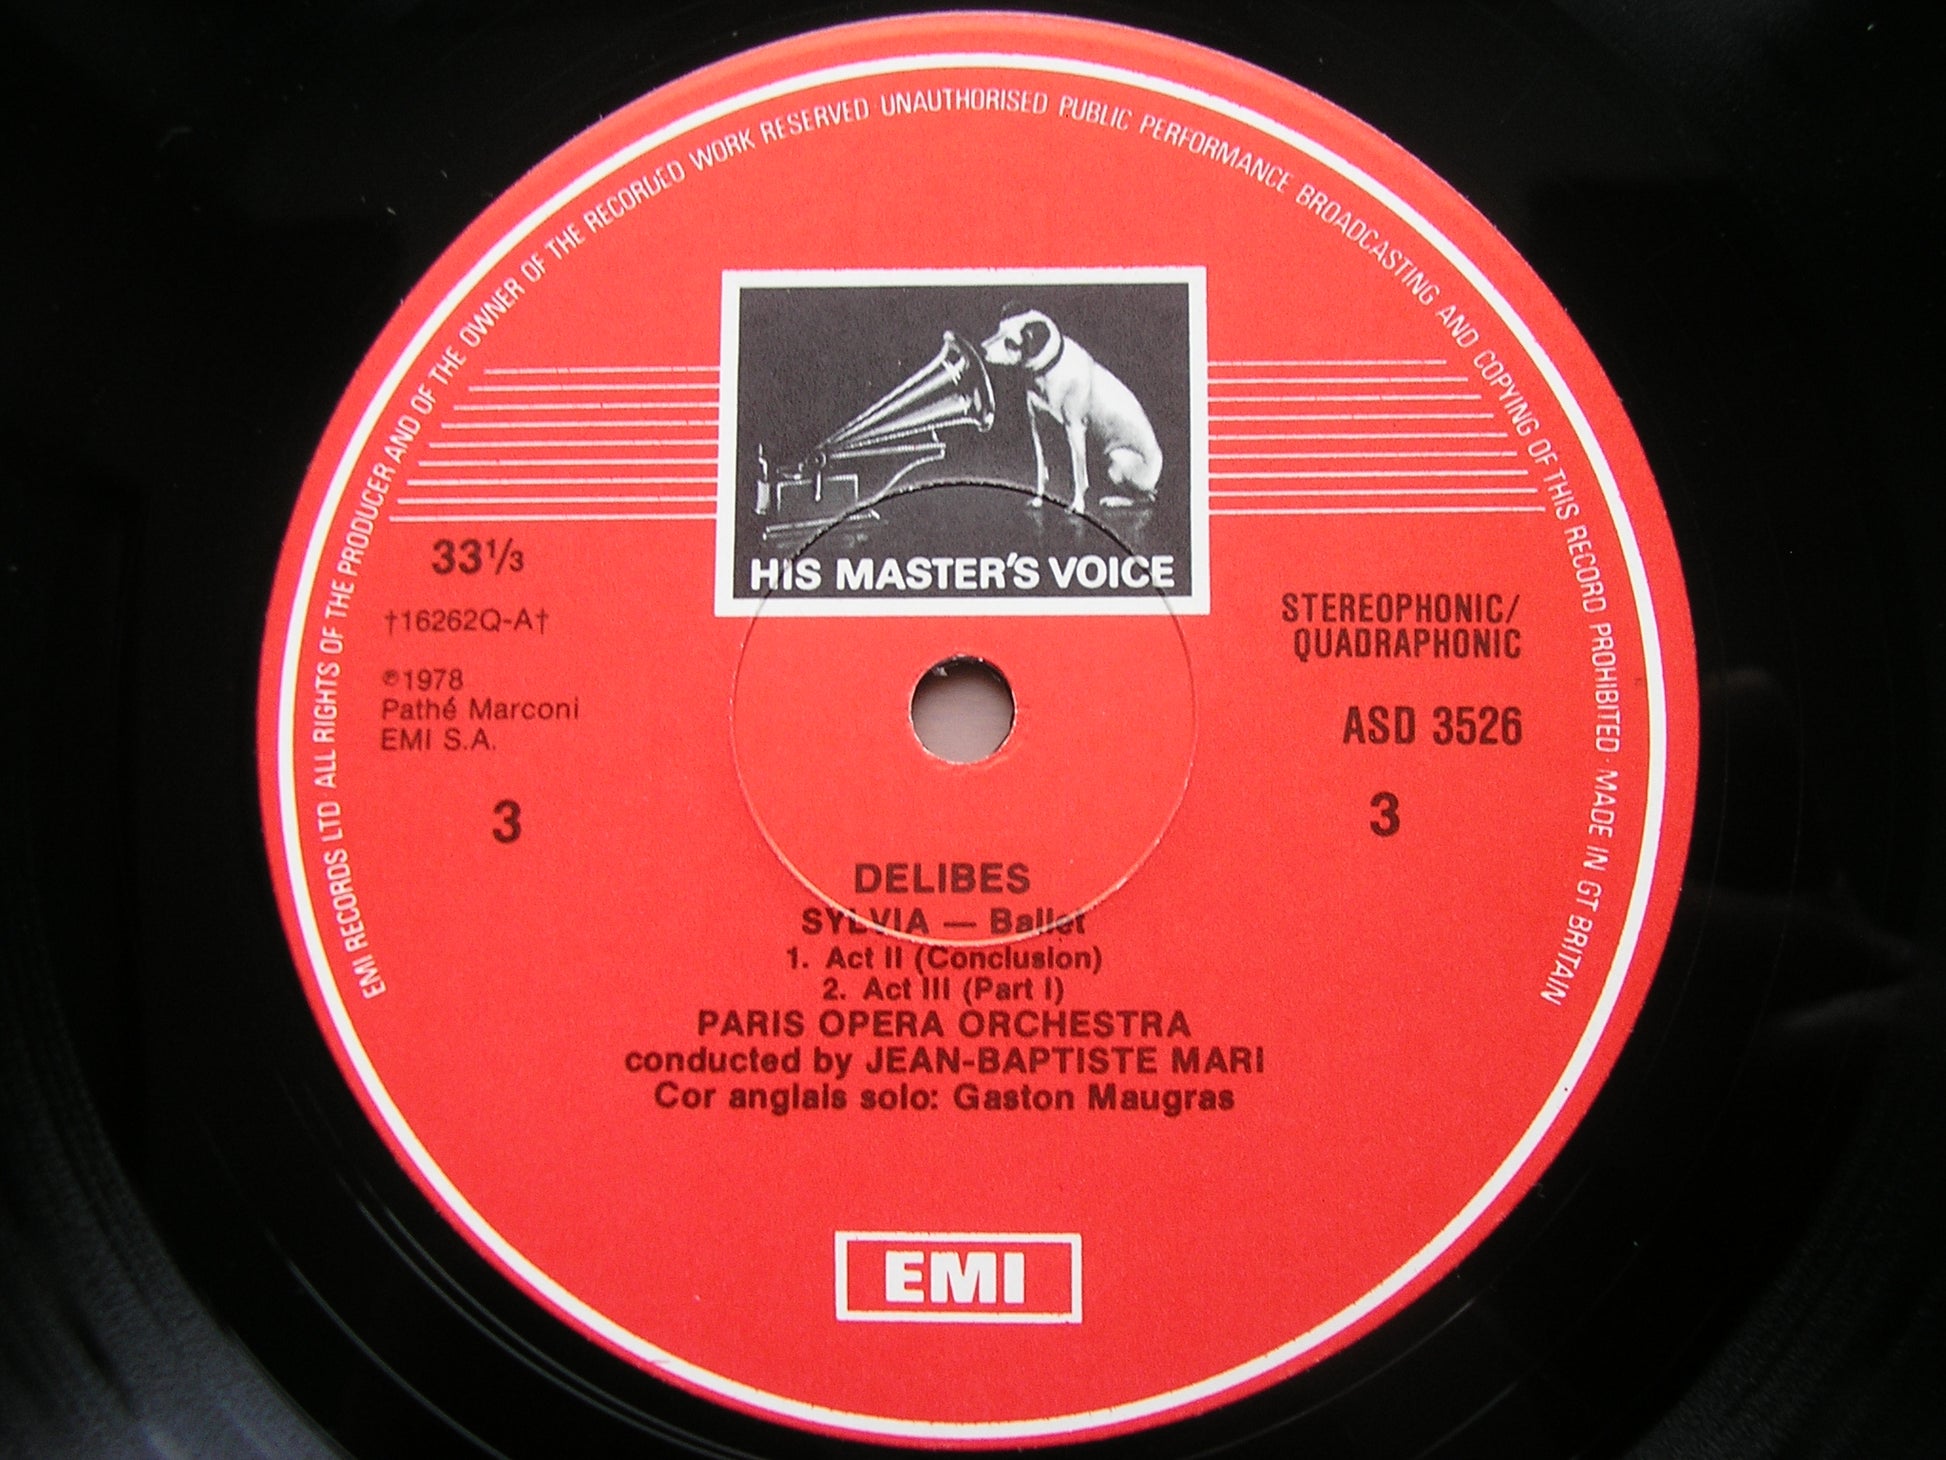 EMI RECORDS LTD ALL RIGHTS OF THE PRODUCER AND OF THE OWNER OF THE RECORDED WORK RESERVED UNAUTHORISED PUBLIC PERFORMANCE BROADCASTING AND COPYING OF THIS RECORD PROHIBITED · MADE IN GT BRITAIN
HIS MASTER'S VOICE
33⅓
†16262Q-A†
℗1978
Pathé Marconi
EMI S.A.
3
STEREOPHONIC/
QUADRAPHONIC
ASD 3526
3
DELIBES
SYLVIA — Ballet
1. Act II (Conclusion)
2. Act III (Part I)
PARIS OPERA ORCHESTRA
conducted by JEAN-BAPTISTE MARI
Cor anglais solo: Gaston Maugras
EMI